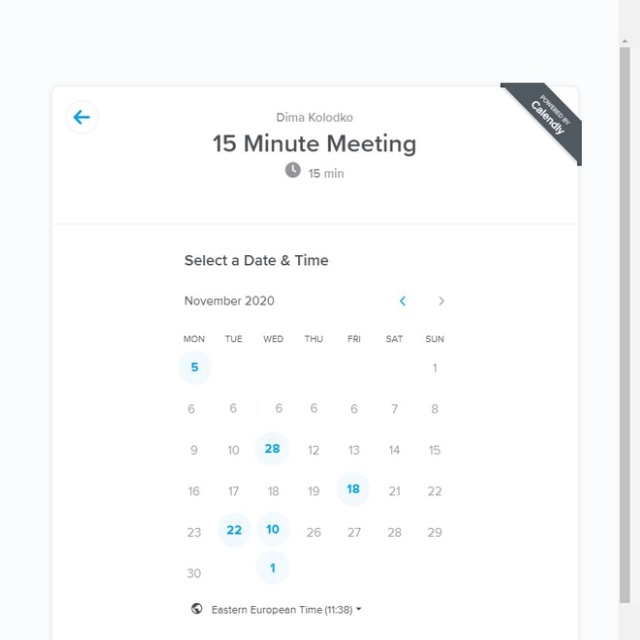 POWERED BY
Calendly
Dima Kolodko
15 Minute Meeting
15 min
Select a Date & Time
November 2020
MON TUE WED THU FRI SAT SUN
5 1
6 6 6 6 6 7 8
9 10 28 12 13 14 15
16 17 18 19 18 21 22
23 22 10 26 27 28 29
30 1
Eastern European Time (11:38)